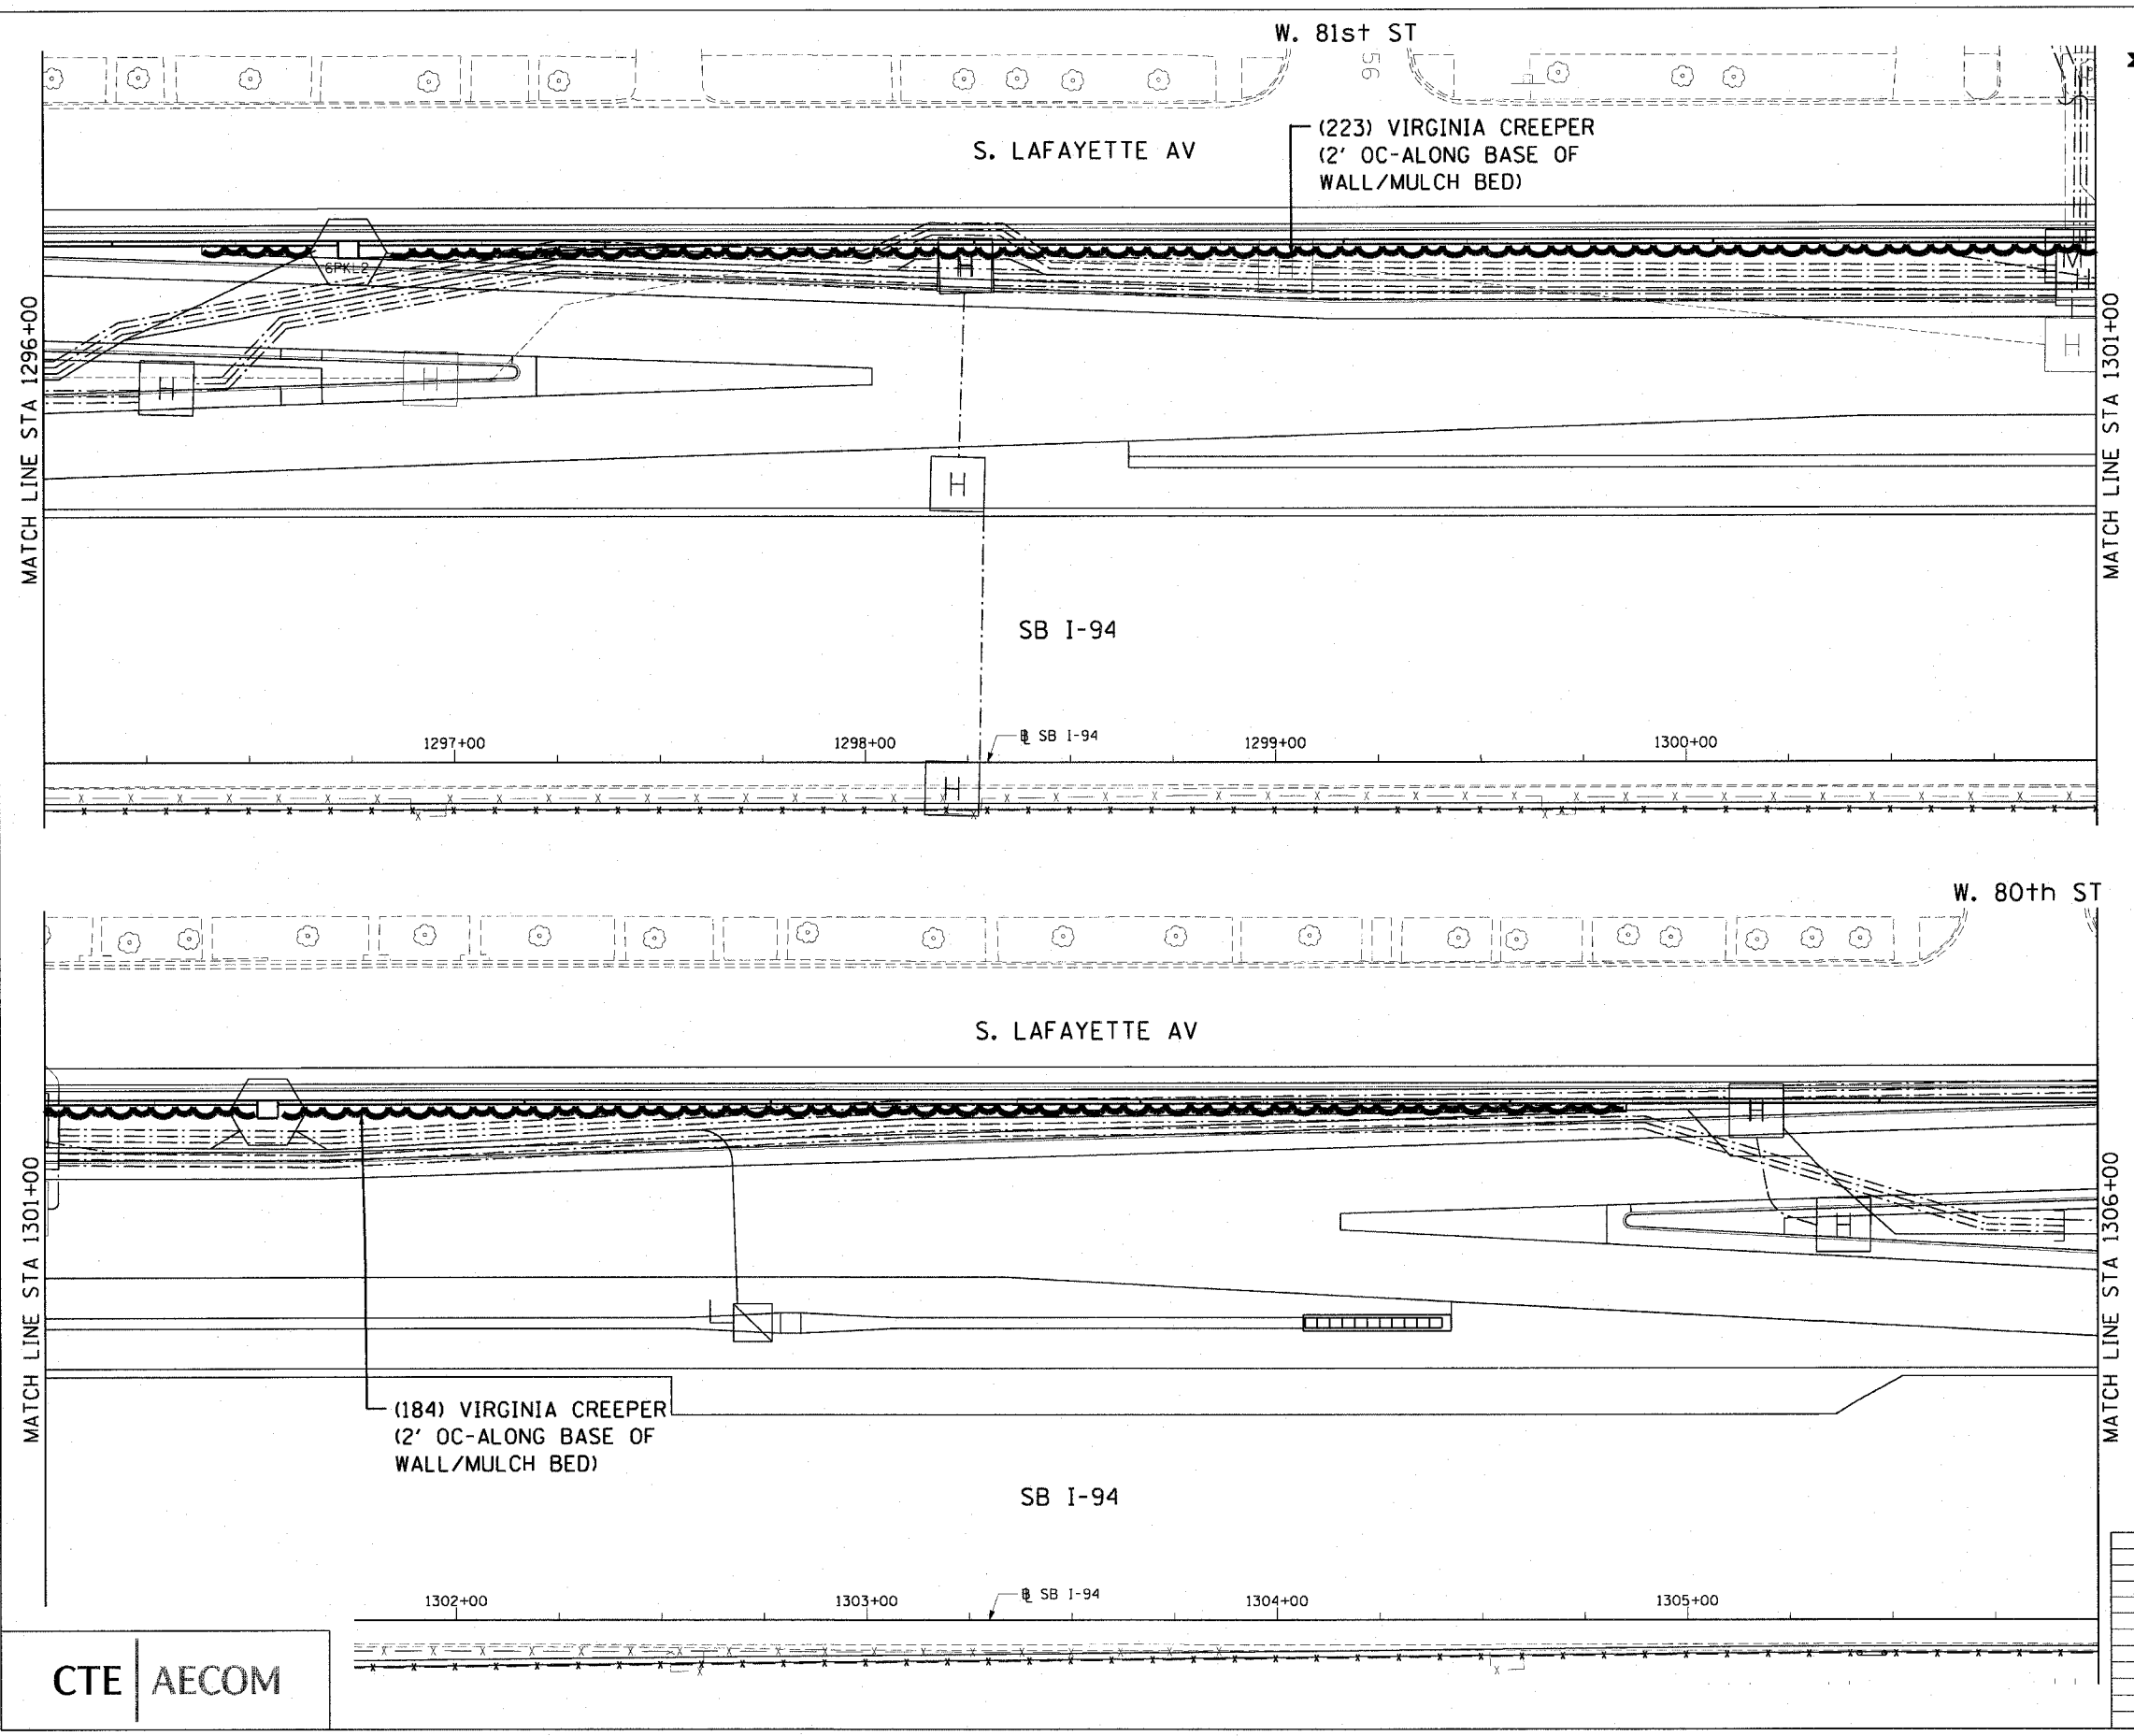 W. 81st ST
56
S. LAFAYETTE AV
(223) VIRGINIA CREEPER
(2' OC-ALONG BASE OF
WALL/MULCH BED)
6PKL2
H
M
H
H
H
H
H
H
MATCH LINE STA 1296+00
MATCH LINE STA 1301+00
H
SB I-94
1297+00
1298+00
℄ SB I-94
1299+00
1300+00
H
W. 80th ST
S. LAFAYETTE AV
H
H
MATCH LINE STA 1301+00
MATCH LINE STA 1306+00
(184) VIRGINIA CREEPER
(2' OC-ALONG BASE OF
WALL/MULCH BED)
SB I-94
1302+00
1303+00
℄ SB I-94
1304+00
1305+00
CTE AECOM